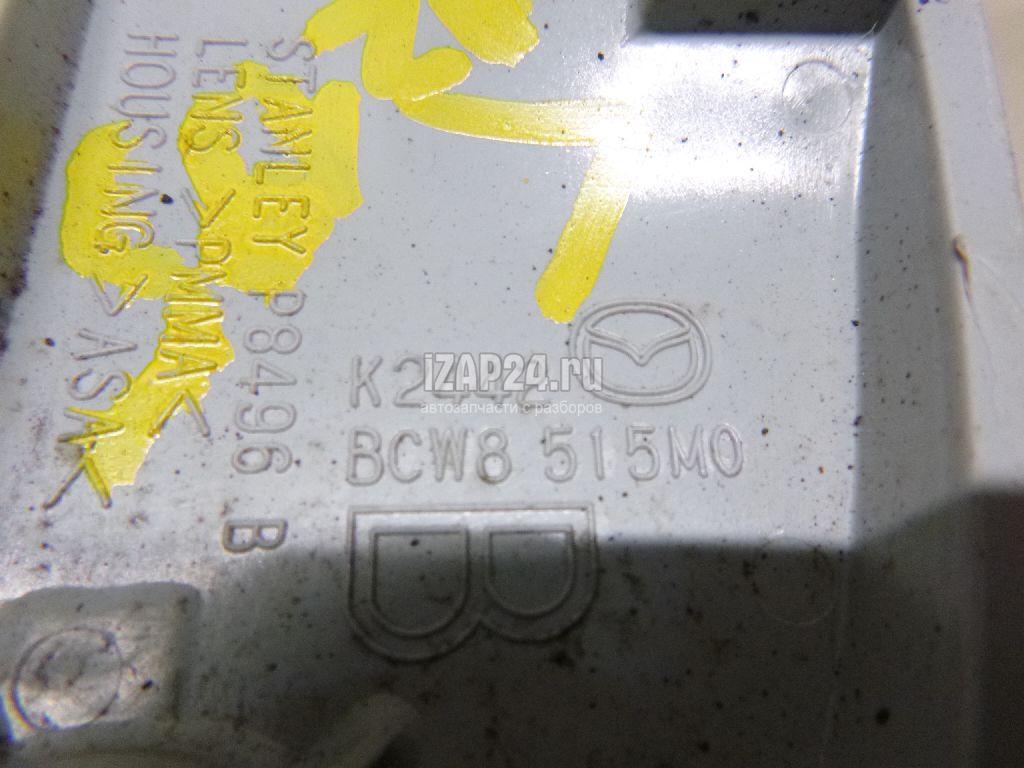 STANLEY P8496 B
LENS >PMMA<
HOUSING >ASA<
iZAP24.ru
автозапчасти с разборов
BCW8 515M0
B